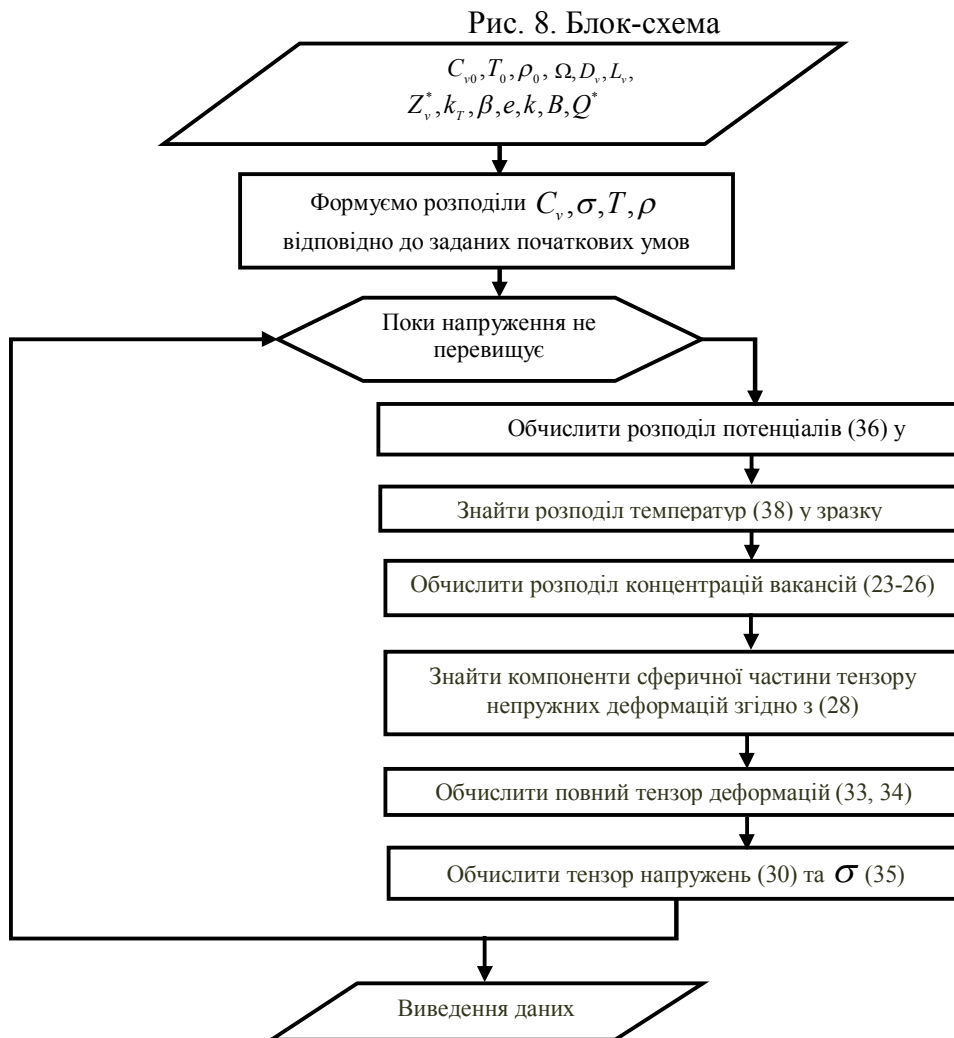 Рис. 8. Блок-схема
C_{v0}, T_0, ρ_0, Ω, D_v, L_v,
Z_v^*, k_T, β, e, k, B, Q^*
Формуємо розподіли C_v, σ, T, ρ
відповідно до заданих початкових умов
Поки напруження не
перевищує
Обчислити розподіл потенціалів (36) у
Знайти розподіл температур (38) у зразку
Обчислити розподіл концентрацій вакансій (23-26)
Знайти компоненти сферичної частини тензору
непружних деформацій згідно з (28)
Обчислити повний тензор деформацій (33, 34)
Обчислити тензор напружень (30) та σ (35)
Виведення даних